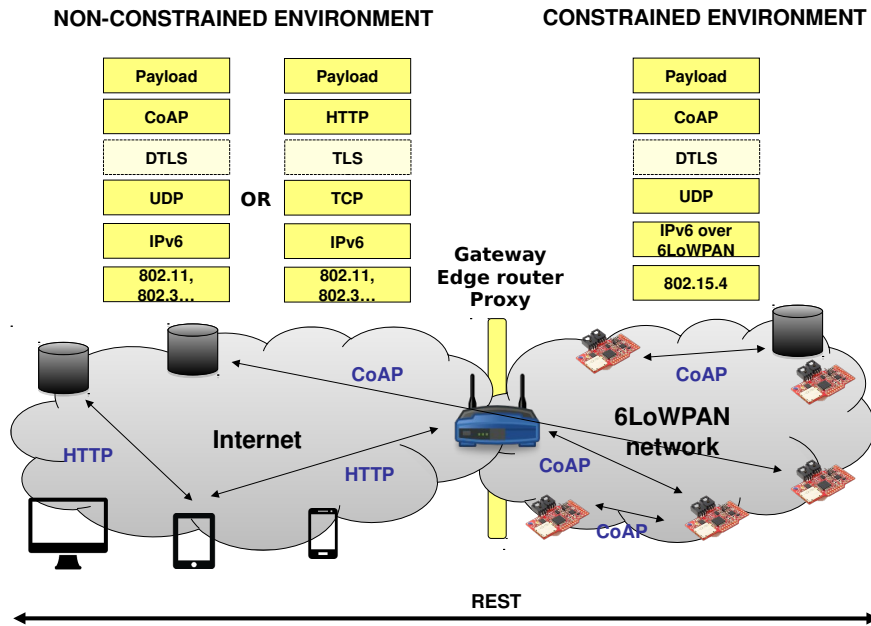 NON-CONSTRAINED ENVIRONMENT
CONSTRAINED ENVIRONMENT
Payload
CoAP
DTLS
UDP
IPv6
802.11,
802.3...
OR
Payload
HTTP
TLS
TCP
IPv6
802.11,
802.3...
Gateway
Edge router
Proxy
Payload
CoAP
DTLS
UDP
IPv6 over
6LoWPAN
802.15.4
CoAP
CoAP
Internet
6LoWPAN
network
HTTP
HTTP
CoAP
CoAP
REST